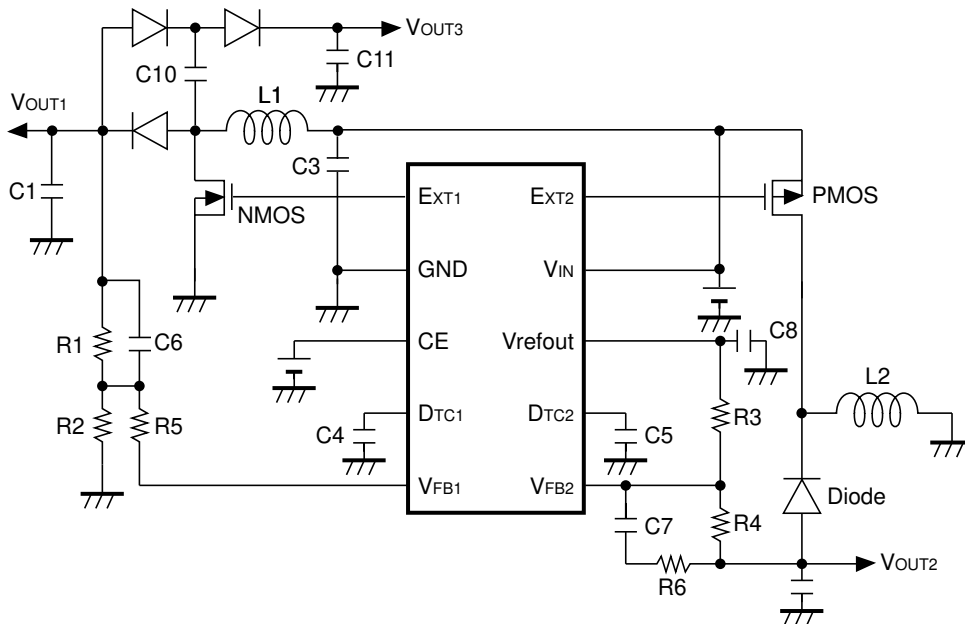 VOUT3
C10
C11
VOUT1
L1
C1
C3
NMOS
EXT1
EXT2
PMOS
GND
VIN
R1
C6
CE
Vrefout
C8
L2
R2
R5
C4
DTC1
DTC2
C5
R3
VFB1
VFB2
C7
R4
Diode
R6
VOUT2